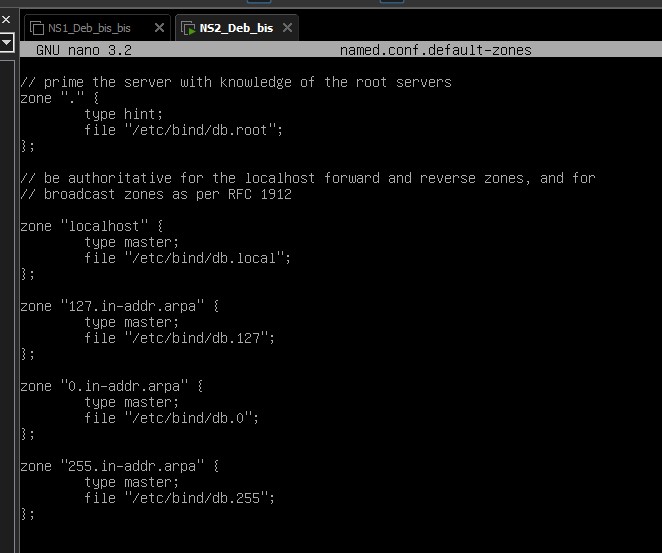 NS1_Deb_bis_bis
NS2_Deb_bis
GNU nano 3.2 named.conf.default-zones
// prime the server with knowledge of the root servers
zone "." {
type hint;
file "/etc/bind/db.root";
};
// be authoritative for the localhost forward and reverse zones, and for
// broadcast zones as per RFC 1912
zone "localhost" {
type master;
file "/etc/bind/db.local";
};
zone "127.in-addr.arpa" {
type master;
file "/etc/bind/db.127";
};
zone "0.in-addr.arpa" {
type master;
file "/etc/bind/db.0";
};
zone "255.in-addr.arpa" {
type master;
file "/etc/bind/db.255";
};